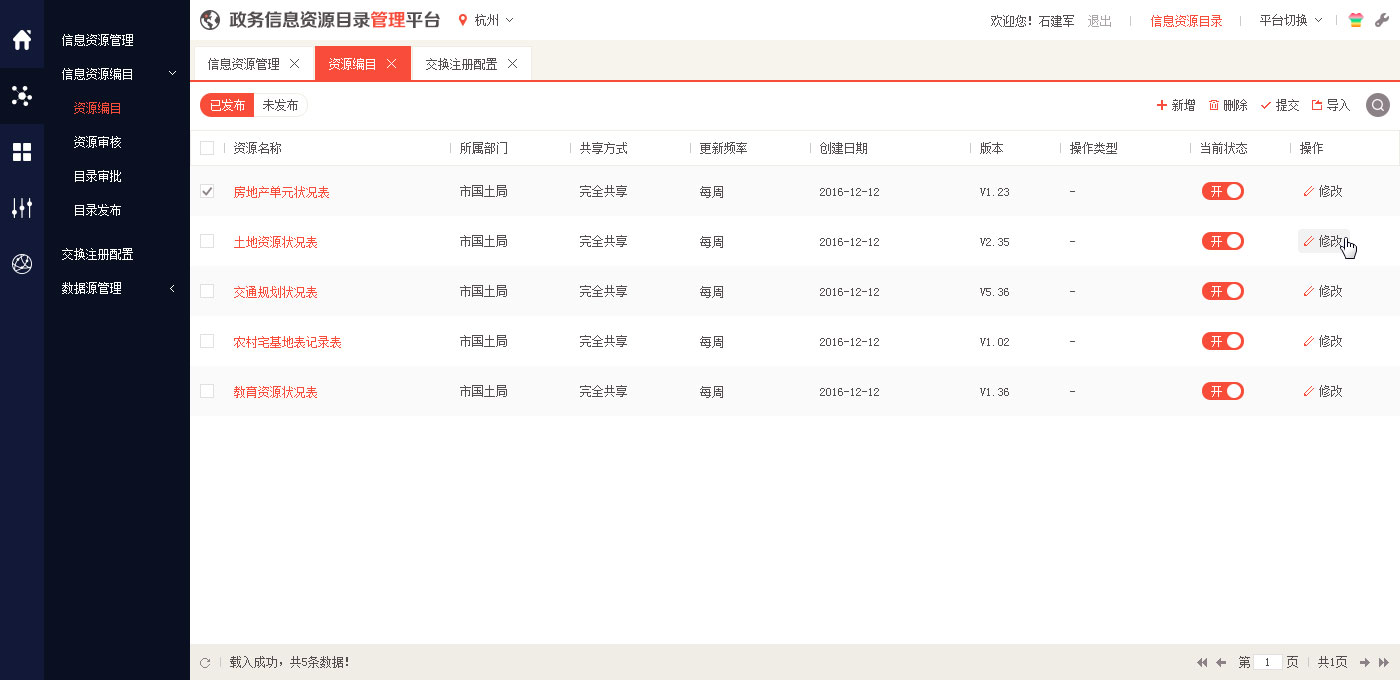 政务信息资源目录管理平台 杭州 欢迎您！石建军 退出 信息资源目录 平台切换
信息资源管理
信息资源编目
资源编目
资源审核
目录审批
目录发布
交换注册配置
数据源管理
信息资源管理 资源编目 交换注册配置
已发布 未发布 新增 删除 提交 导入
资源名称 所属部门 共享方式 更新频率 创建日期 版本 操作类型 当前状态 操作
房地产单元状况表 市国土局 完全共享 每周 2016-12-12 V1.23 - 开 修改
土地资源状况表 市国土局 完全共享 每周 2016-12-12 V2.35 - 开 修改
交通规划状况表 市国土局 完全共享 每周 2016-12-12 V5.36 - 开 修改
农村宅基地表记录表 市国土局 完全共享 每周 2016-12-12 V1.02 - 开 修改
教育资源状况表 市国土局 完全共享 每周 2016-12-12 V1.36 - 开 修改
载入成功，共5条数据！ 第 1 页 共1页